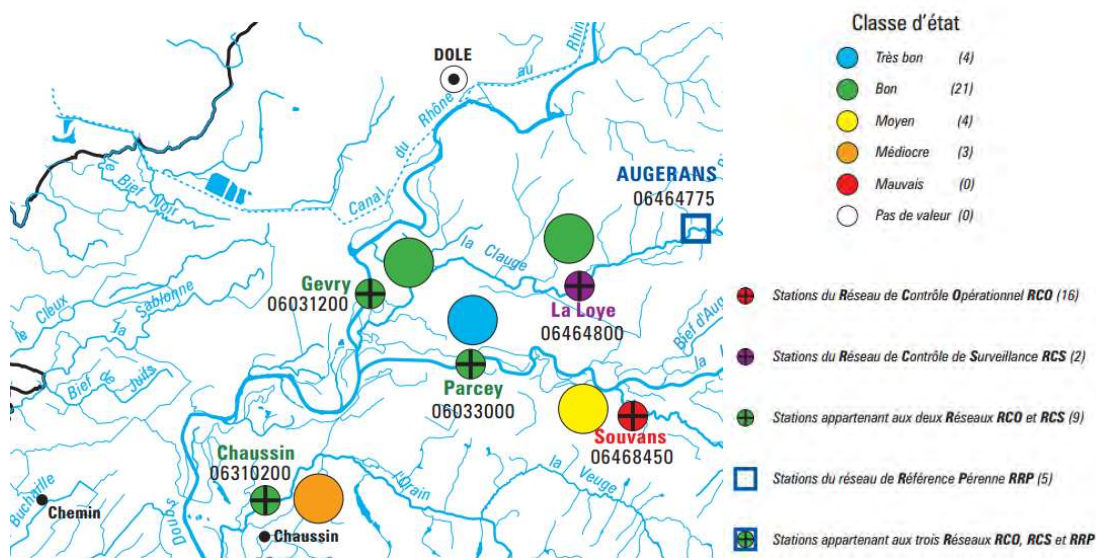 DOLE
Canal du Rhône au Rhin
le Bief Noir
AUGERANS
06464775
la Clauge
Gevry
06031200
La Loye
06464800
le Cleux
la Sablonne
Bief de Juifs
Bief d'Aug
la
Parcey
06033000
Souvans
06468450
Chaussin
06310200
l'Orain
la Veuge
Buchaille
Chemin
Doubs
Chaussin
Classe d'état
Très bon (4)
Bon (21)
Moyen (4)
Médiocre (3)
Mauvais (0)
Pas de valeur (0)
Stations du Réseau de Contrôle Opérationnel RCO (16)
Stations du Réseau de Contrôle de Surveillance RCS (2)
Stations appartenant aux deux Réseaux RCO et RCS (9)
Stations du réseau de Référence Pérenne RRP (5)
Stations appartenant aux trois Réseaux RCO, RCS et RRP